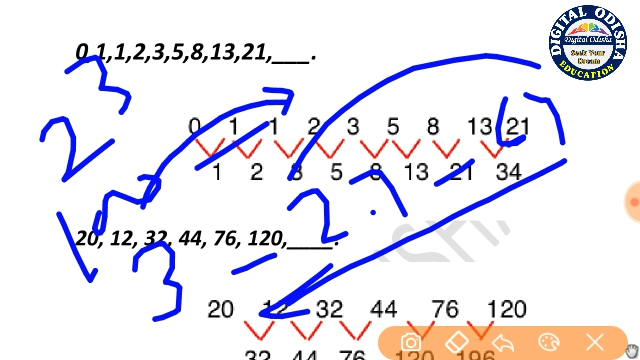 DIGITAL ODISHA
Digital Odisha
Seek Your
Create
EDUCATION
0 1,1,2,3,5,8,13,21,___.
0 1 1 2 3 5 8 13 21
1 2 3 5 8 13 21 34
20, 12, 32, 44, 76, 120,____.
20 12 32 44 76 120
32 44 76 120 196